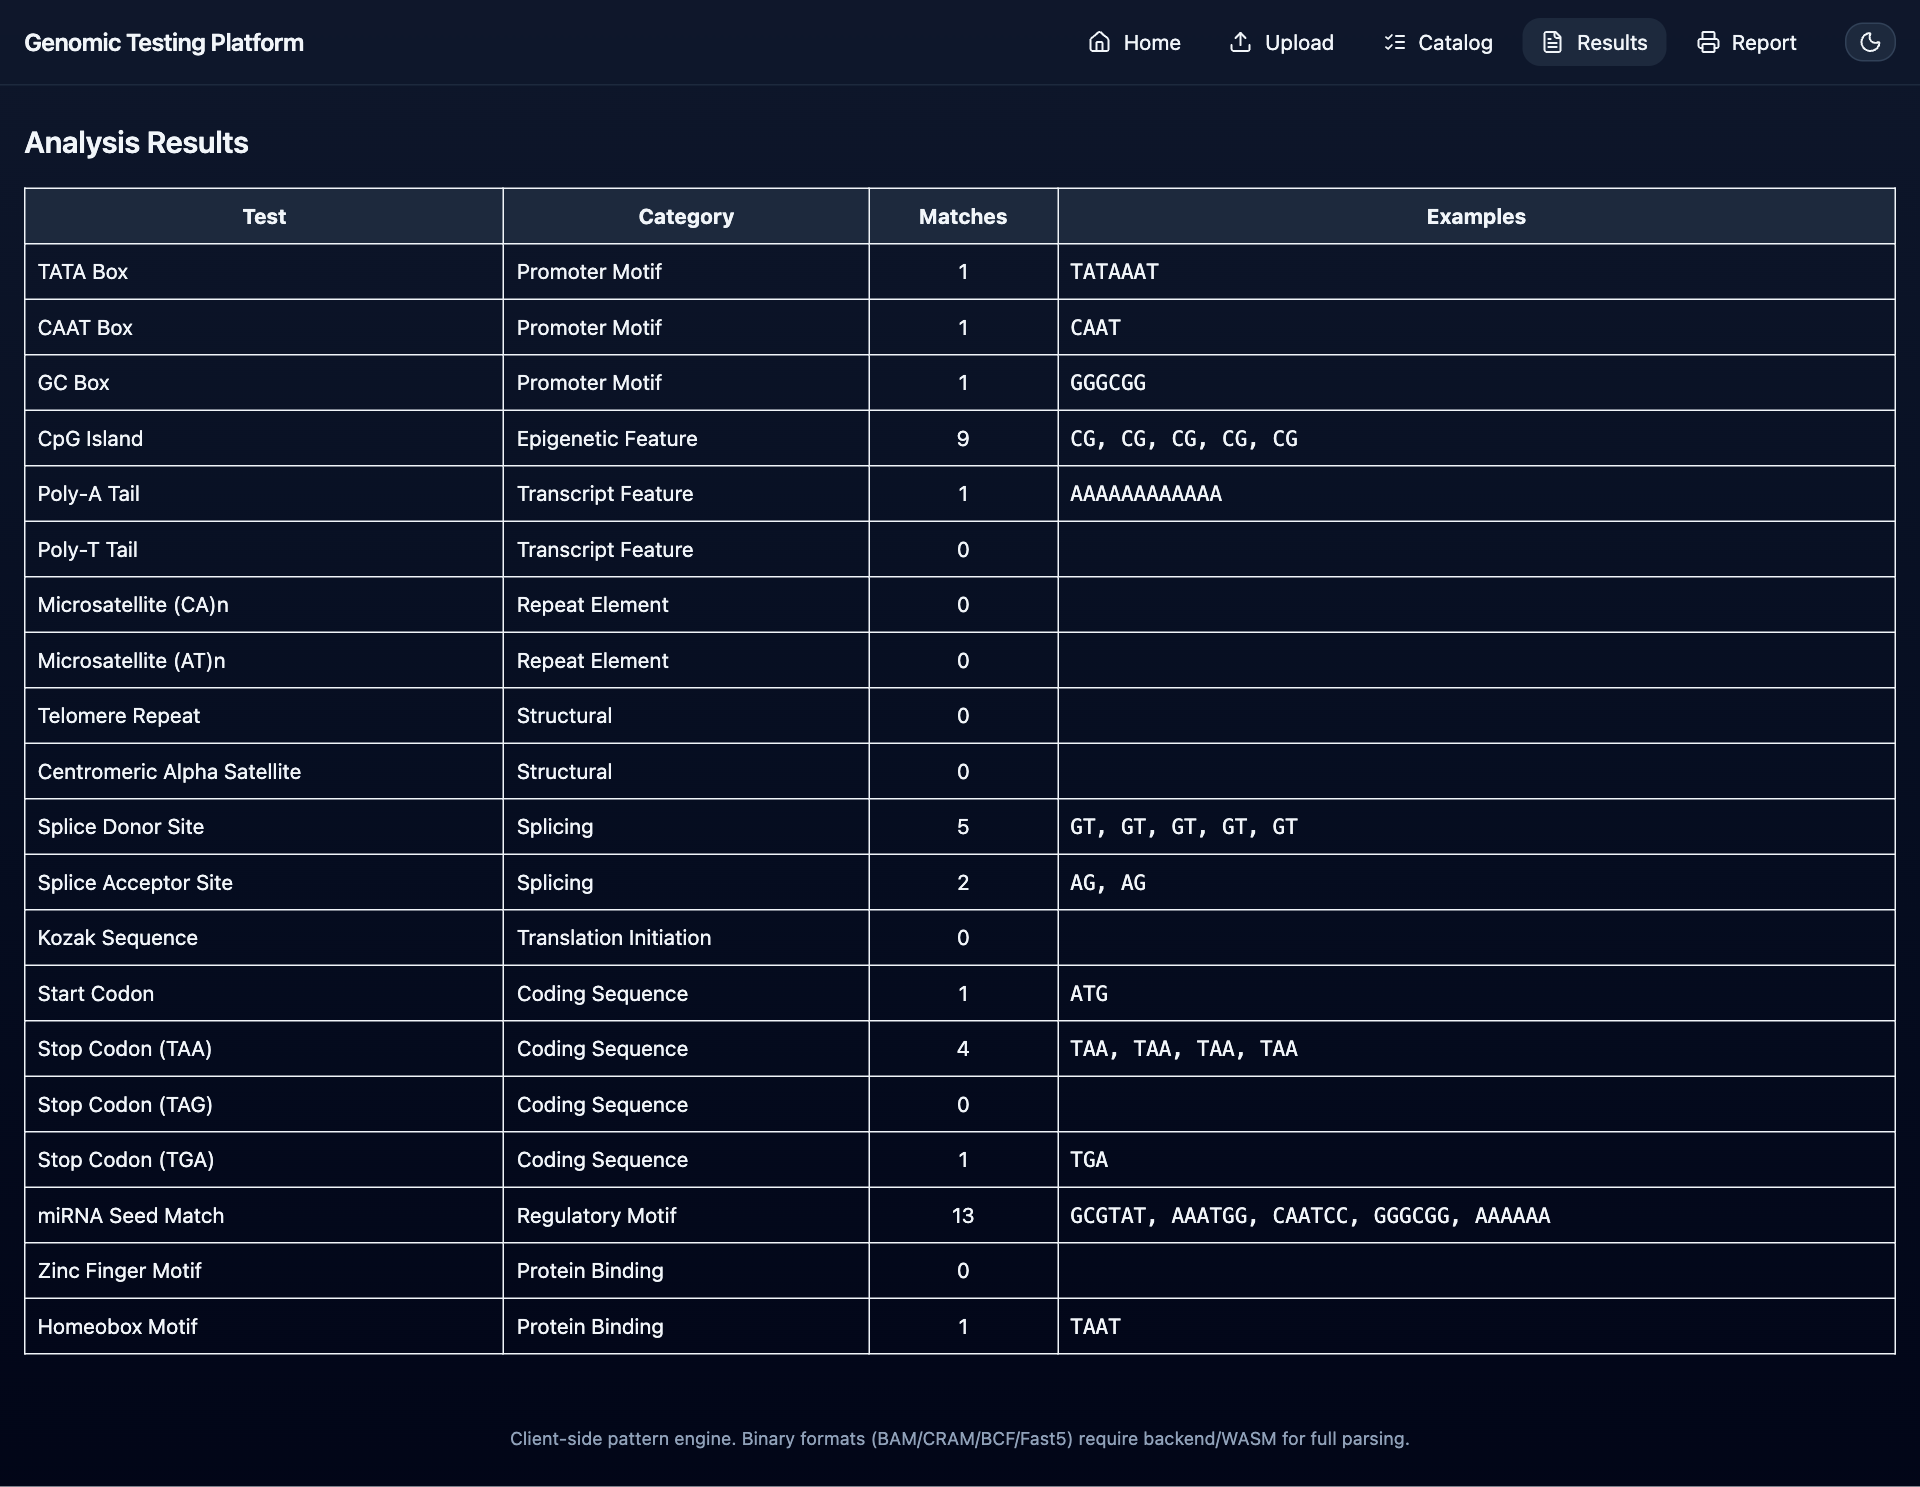 Genomic Testing Platform Home Upload Catalog Results Report
Analysis Results
Test Category Matches Examples
TATA Box Promoter Motif 1 TATAAAT
CAAT Box Promoter Motif 1 CAAT
GC Box Promoter Motif 1 GGGCGG
CpG Island Epigenetic Feature 9 CG, CG, CG, CG, CG
Poly-A Tail Transcript Feature 1 AAAAAAAAAAAA
Poly-T Tail Transcript Feature 0
Microsatellite (CA)n Repeat Element 0
Microsatellite (AT)n Repeat Element 0
Telomere Repeat Structural 0
Centromeric Alpha Satellite Structural 0
Splice Donor Site Splicing 5 GT, GT, GT, GT, GT
Splice Acceptor Site Splicing 2 AG, AG
Kozak Sequence Translation Initiation 0
Start Codon Coding Sequence 1 ATG
Stop Codon (TAA) Coding Sequence 4 TAA, TAA, TAA, TAA
Stop Codon (TAG) Coding Sequence 0
Stop Codon (TGA) Coding Sequence 1 TGA
miRNA Seed Match Regulatory Motif 13 GCGTAT, AAATGG, CAATCC, GGGCGG, AAAAAA
Zinc Finger Motif Protein Binding 0
Homeobox Motif Protein Binding 1 TAAT
Client-side pattern engine. Binary formats (BAM/CRAM/BCF/Fast5) require backend/WASM for full parsing.